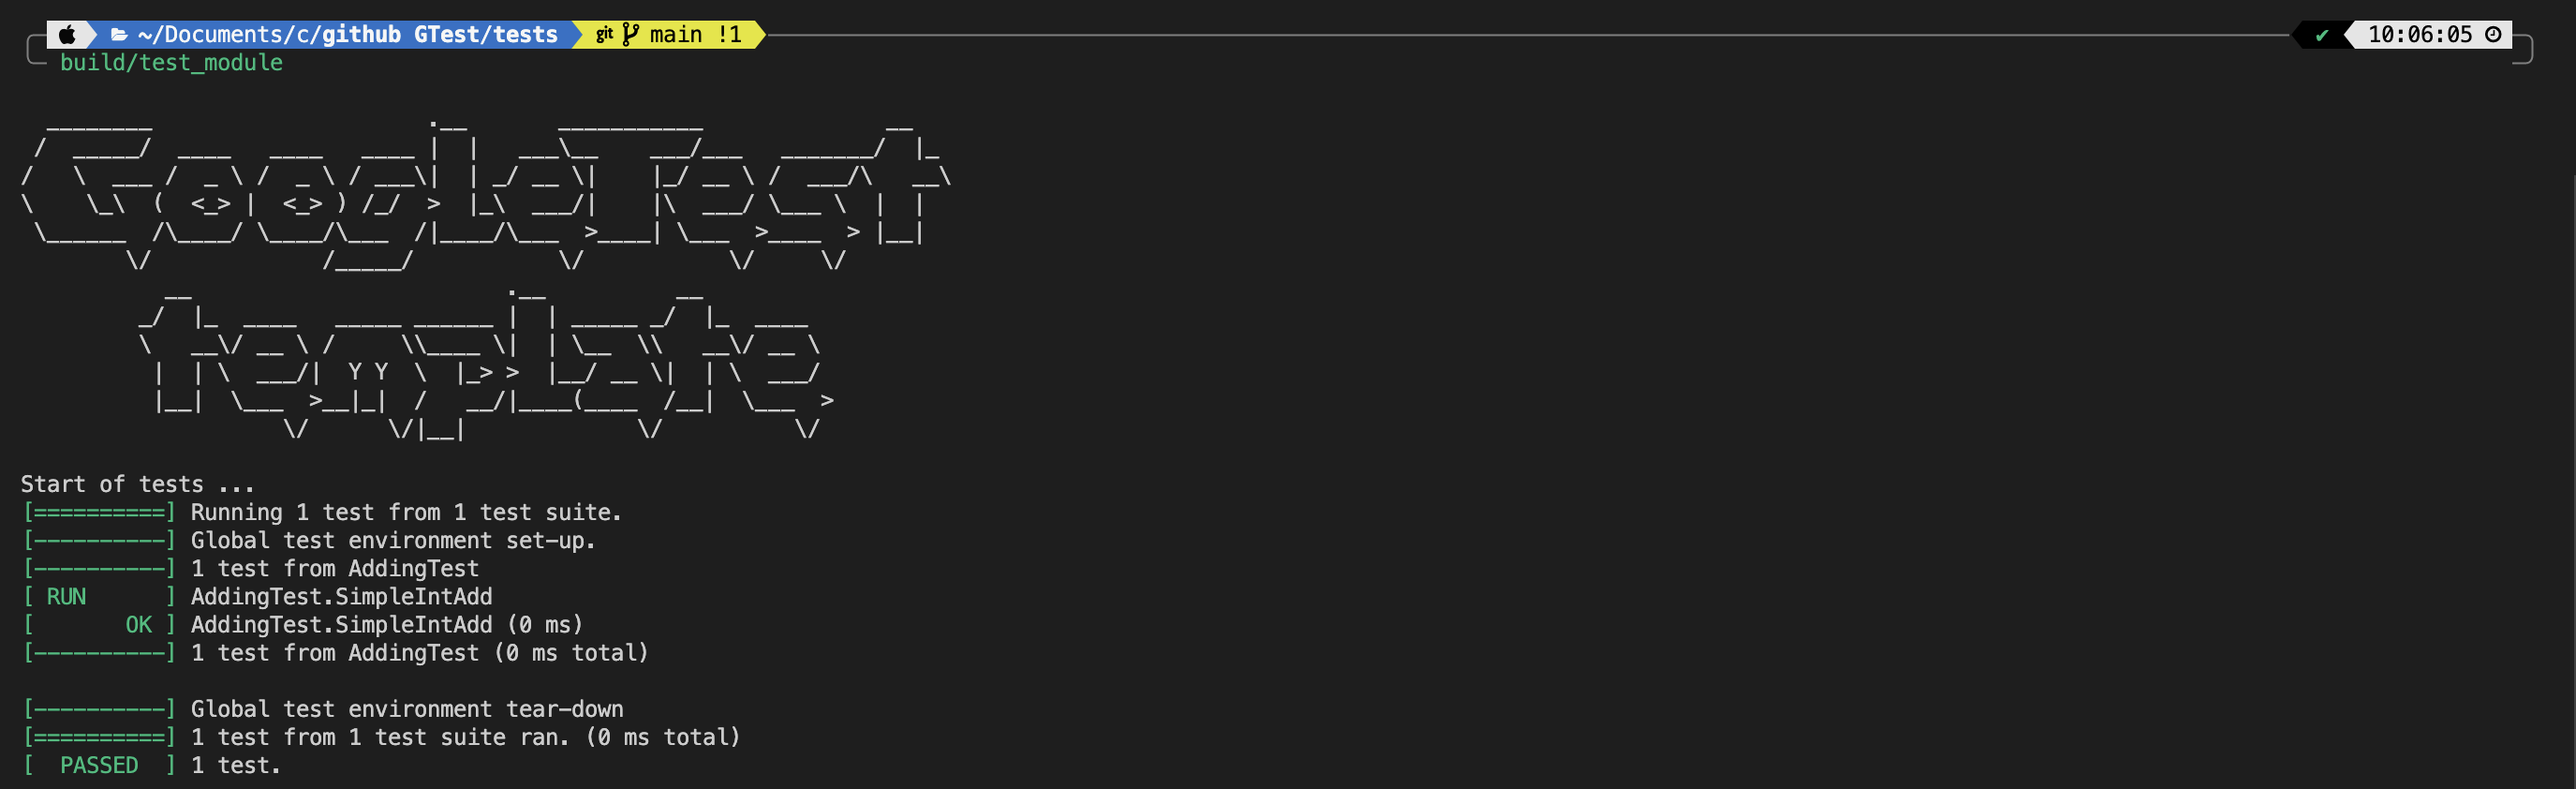 ~/Documents/c/github GTest/tests git main !1 ✔ 10:06:05
build/test_module
GoogleTest
template
Start of tests ...
[==========] Running 1 test from 1 test suite.
[----------] Global test environment set-up.
[----------] 1 test from AddingTest
[ RUN      ] AddingTest.SimpleIntAdd
[       OK ] AddingTest.SimpleIntAdd (0 ms)
[----------] 1 test from AddingTest (0 ms total)
[----------] Global test environment tear-down
[==========] 1 test from 1 test suite ran. (0 ms total)
[  PASSED  ] 1 test.